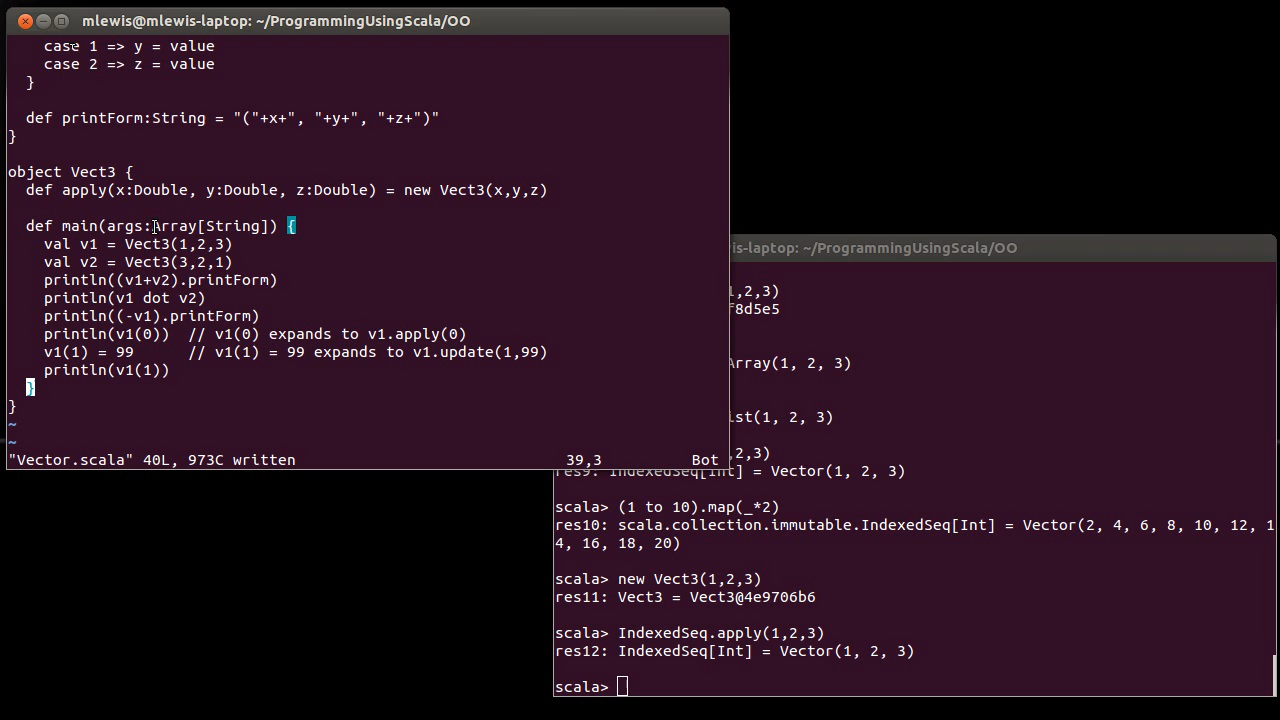 mlewis@mlewis-laptop: ~/ProgrammingUsingScala/OO
case 1 => y = value
case 2 => z = value
}
def printForm:String = "("+x+", "+y+", "+z+")"
}
object Vect3 {
def apply(x:Double, y:Double, z:Double) = new Vect3(x,y,z)
def main(args:Array[String]) {
val v1 = Vect3(1,2,3)
val v2 = Vect3(3,2,1)
println((v1+v2).printForm)
println(v1 dot v2)
println((-v1).printForm)
println(v1(0))  // v1(0) expands to v1.apply(0)
v1(1) = 99      // v1(1) = 99 expands to v1.update(1,99)
println(v1(1))
}
}
~
~
"Vector.scala" 40L, 973C written 39,3 Bot
is-laptop: ~/ProgrammingUsingScala/OO
1,2,3)
f8d5e5
Array(1, 2, 3)
ist(1, 2, 3)
,2,3)
res9: IndexedSeq[Int] = Vector(1, 2, 3)
scala> (1 to 10).map(_*2)
res10: scala.collection.immutable.IndexedSeq[Int] = Vector(2, 4, 6, 8, 10, 12, 1
4, 16, 18, 20)
scala> new Vect3(1,2,3)
res11: Vect3 = Vect3@4e9706b6
scala> IndexedSeq.apply(1,2,3)
res12: IndexedSeq[Int] = Vector(1, 2, 3)
scala>